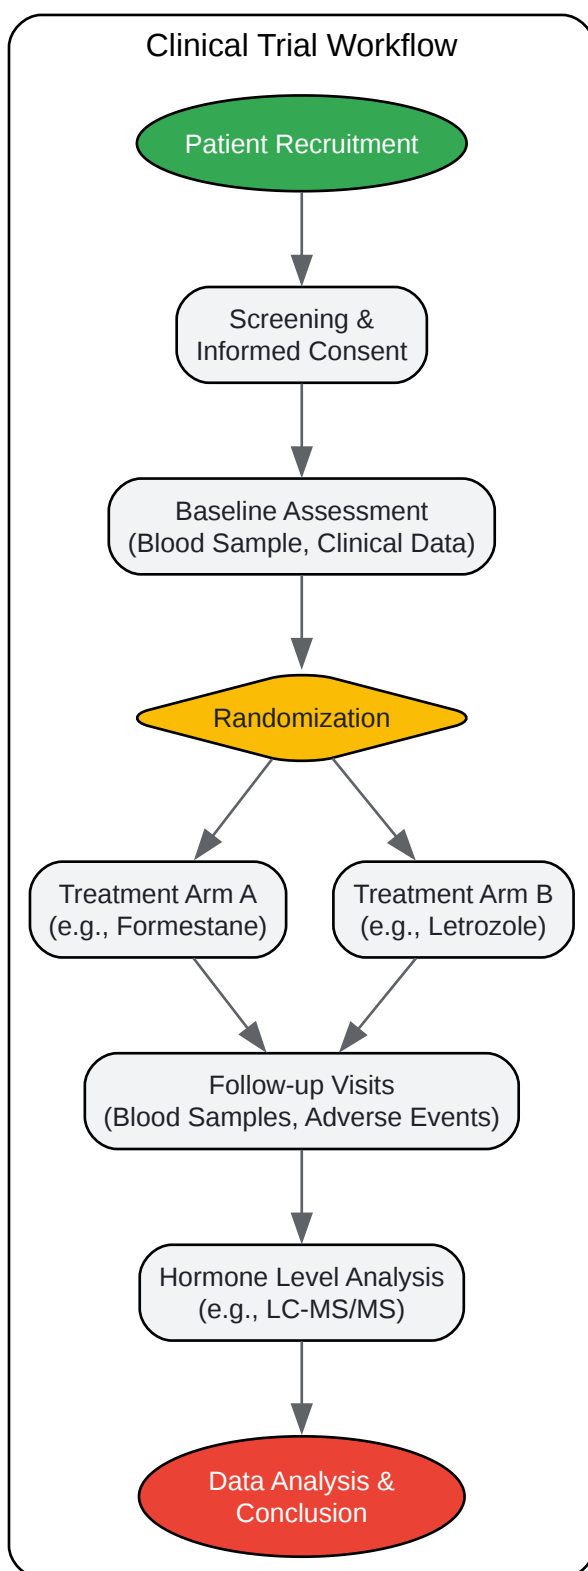 Clinical Trial Workflow
Patient Recruitment
Screening &
Informed Consent
Baseline Assessment
(Blood Sample, Clinical Data)
Randomization
Treatment Arm A
(e.g., Formestane)
Treatment Arm B
(e.g., Letrozole)
Follow-up Visits
(Blood Samples, Adverse Events)
Hormone Level Analysis
(e.g., LC-MS/MS)
Data Analysis &
Conclusion